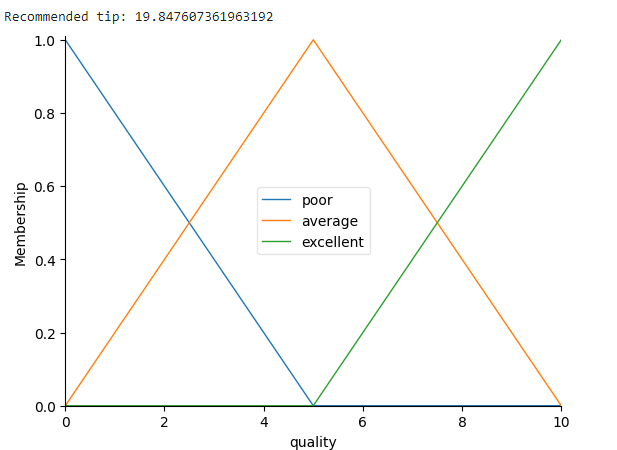 Recommended tip: 19.847607361963192
1.0
0.8
0.6
0.4
0.2
0.0
Membership
poor
average
excellent
0 2 4 6 8 10
quality